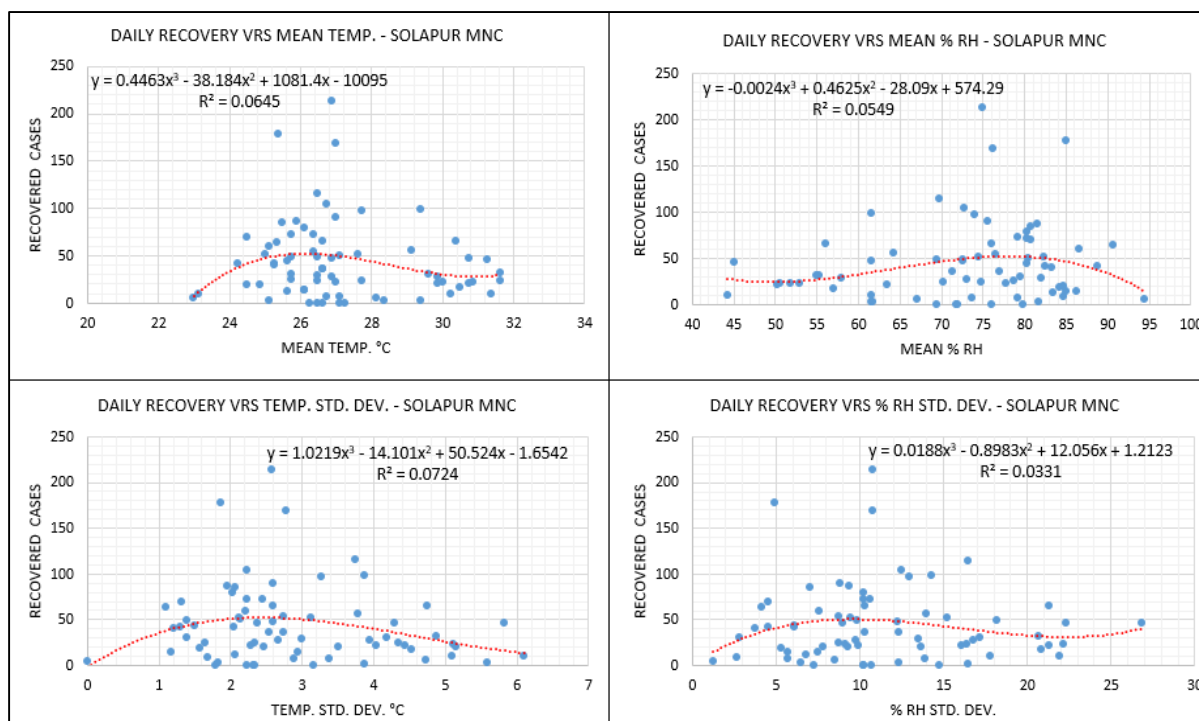 DAILY RECOVERY VRS MEAN TEMP. - SOLAPUR MNC
y = 0.4463x³ - 38.184x² + 1081.4x - 10095
R² = 0.0645
RECOVERED CASES
250
200
150
100
50
0
20 22 24 26 28 30 32 34
MEAN TEMP. °C
DAILY RECOVERY VRS MEAN % RH - SOLAPUR MNC
y = -0.0024x³ + 0.4625x² - 28.09x + 574.29
R² = 0.0549
RECOVERED CASES
250
200
150
100
50
0
40 45 50 55 60 65 70 75 80 85 90 95 100
MEAN % RH
DAILY RECOVERY VRS TEMP. STD. DEV. - SOLAPUR MNC
y = 1.0219x³ - 14.101x² + 50.524x - 1.6542
R² = 0.0724
RECOVERED CASES
250
200
150
100
50
0
0 1 2 3 4 5 6 7
TEMP. STD. DEV. °C
DAILY RECOVERY VRS % RH STD. DEV. - SOLAPUR MNC
y = 0.0188x³ - 0.8983x² + 12.056x + 1.2123
R² = 0.0331
RECOVERED CASES
250
200
150
100
50
0
0 5 10 15 20 25 30
% RH STD. DEV.